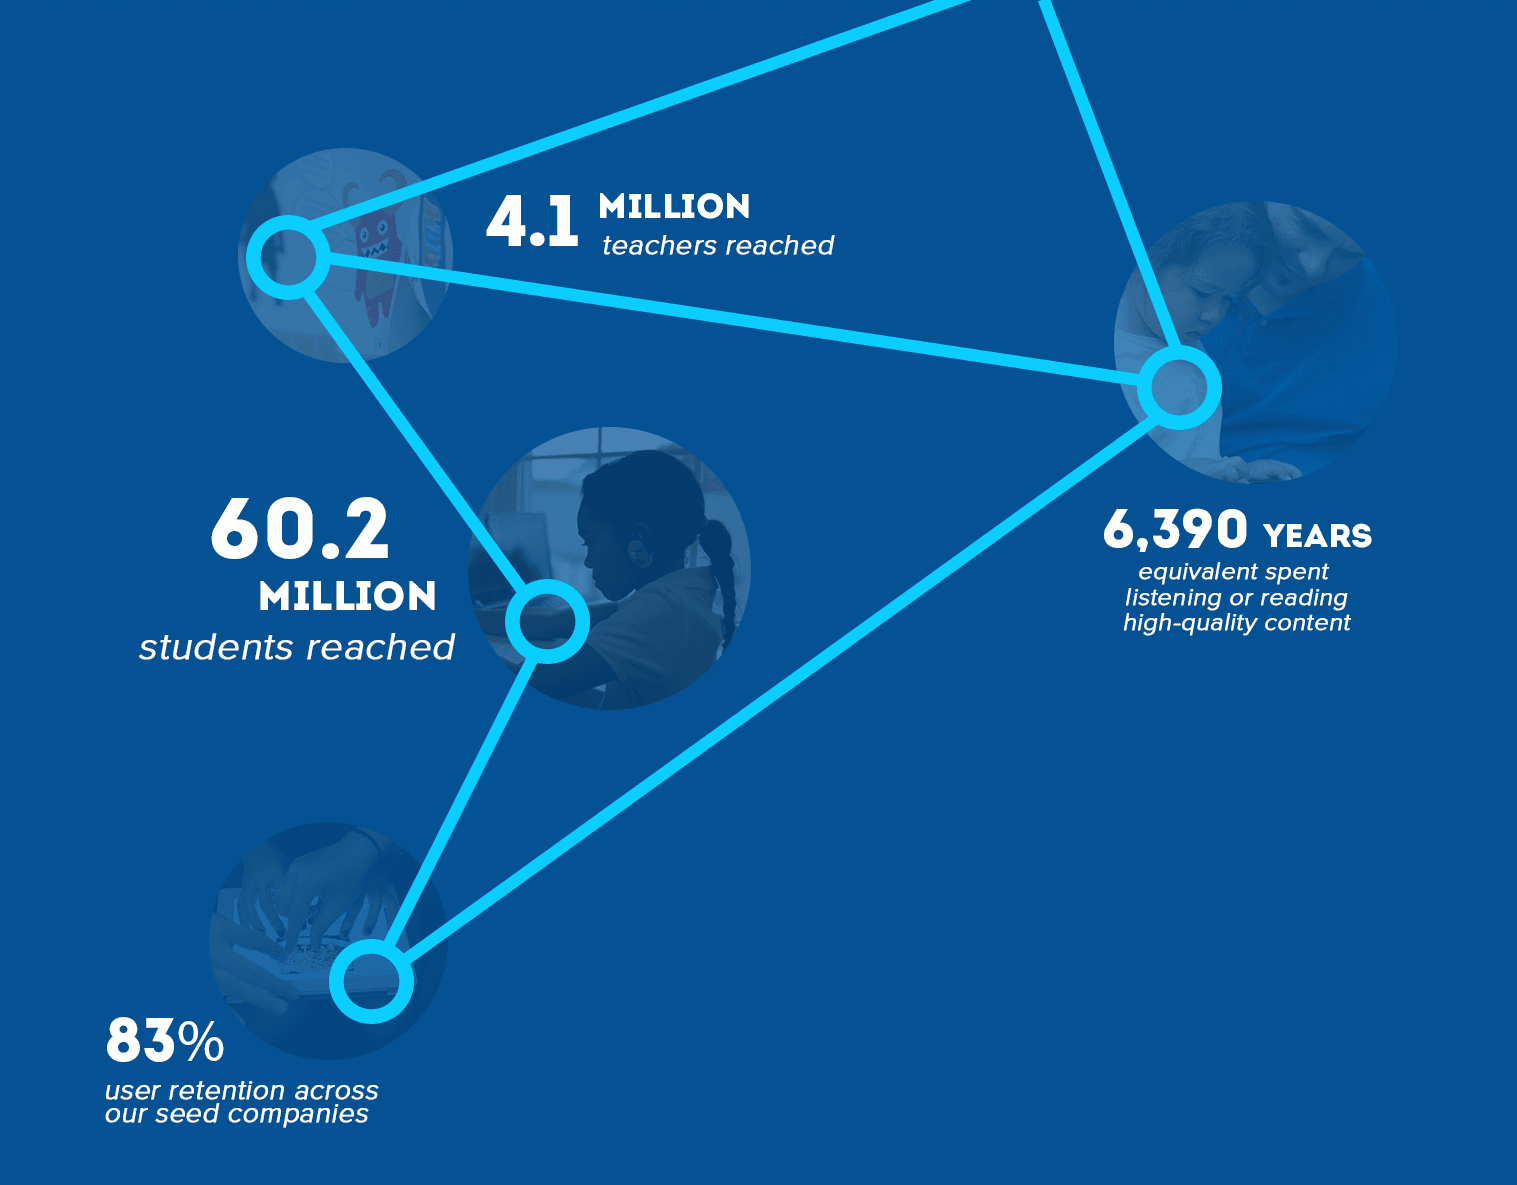 4.1 MILLION
teachers reached
60.2
MILLION
students reached
6,390 YEARS
equivalent spent
listening or reading
high-quality content
83%
user retention across
our seed companies